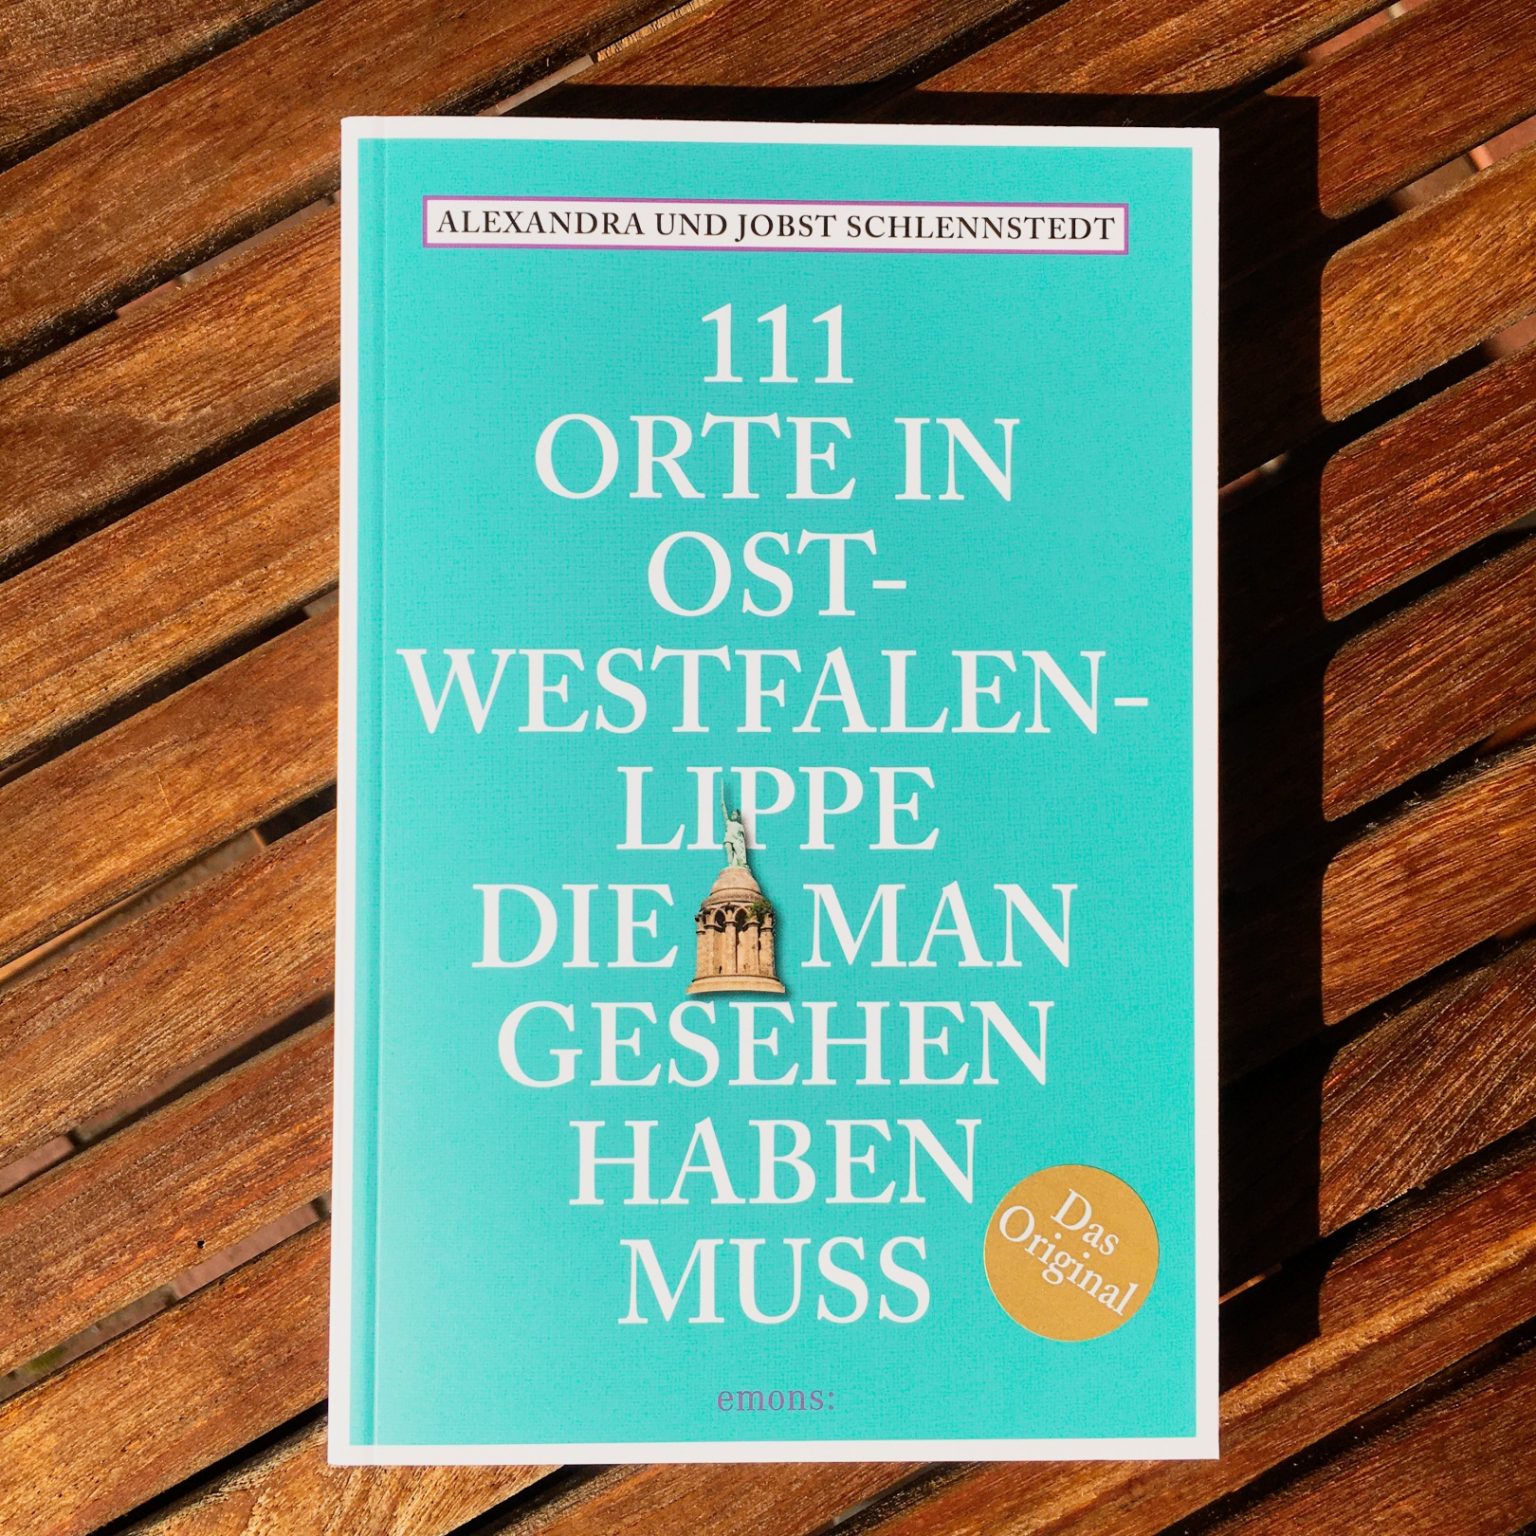 ALEXANDRA UND JOBST SCHLENNSTEDT
111
ORTE IN
OST-
WESTFALEN-
LIPPE
DIE MAN
GESEHEN
HABEN
MUSS
Das
Original
emons: